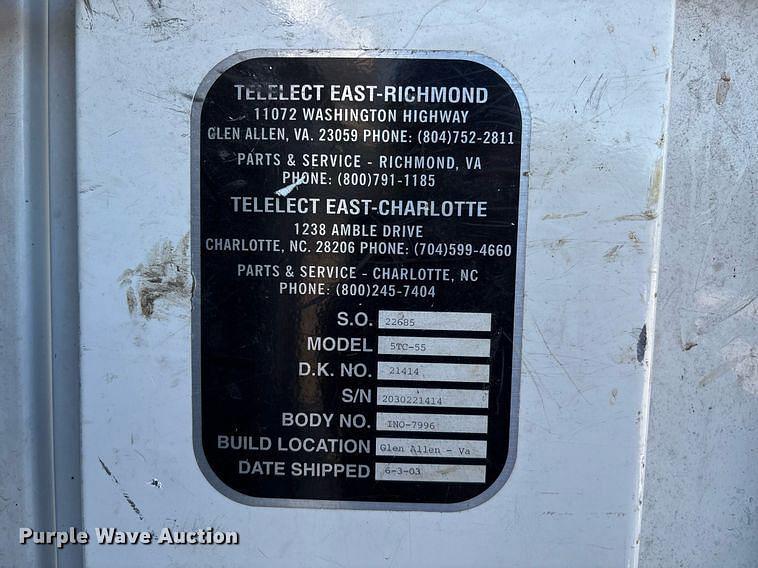 TELELECT EAST-RICHMOND
11072 WASHINGTON HIGHWAY
GLEN ALLEN, VA. 23059 PHONE: (804)752-2811
PARTS & SERVICE - RICHMOND, VA
PHONE: (800)791-1185
TELELECT EAST-CHARLOTTE
1238 AMBLE DRIVE
CHARLOTTE, NC. 28206 PHONE: (704)599-4660
PARTS & SERVICE - CHARLOTTE, NC
PHONE: (800)245-7404
S.O. 22685
MODEL 5TC-55
D.K. NO. 21414
S/N 2030221414
BODY NO. INO-7996
BUILD LOCATION Glen Allen - Va
DATE SHIPPED 6-3-03
Purple Wave Auction